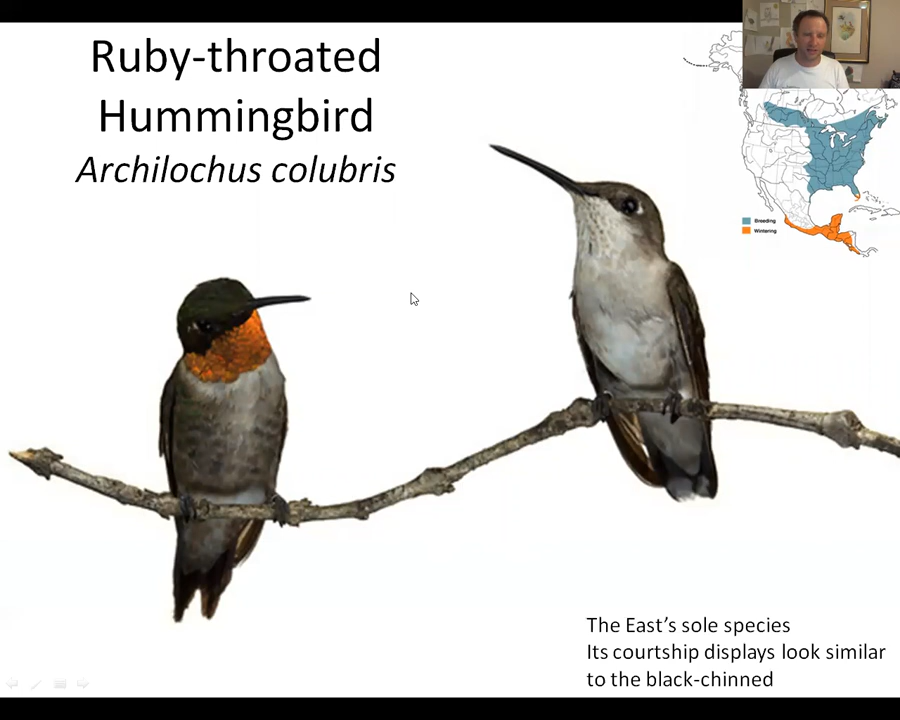 Ruby-throated
Hummingbird
Archilochus colubris
Breeding
Wintering
The East's sole species
Its courtship displays look similar
to the black-chinned